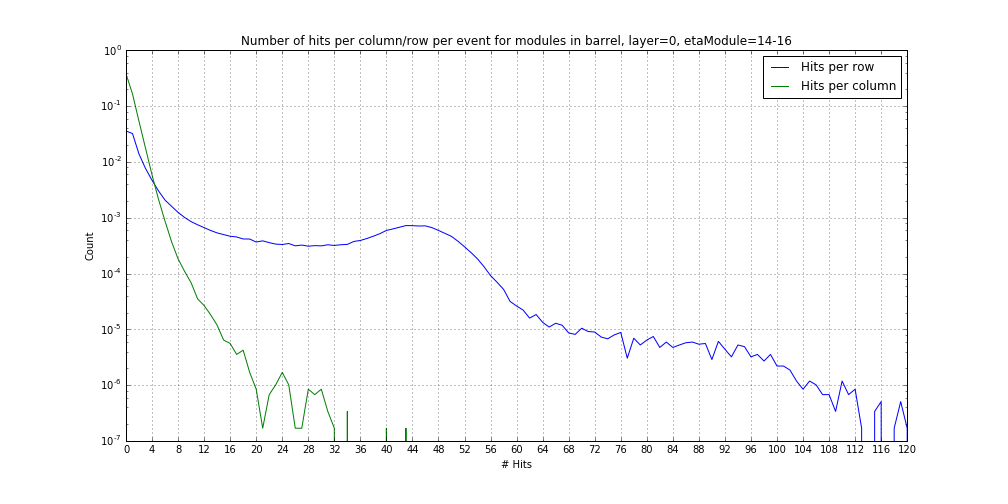 Number of hits per column/row per event for modules in barrel, layer=0, etaModule=14-16
Hits per row
Hits per column
10^0
10^-1
10^-2
10^-3
10^-4
10^-5
10^-6
10^-7
Count
0 4 8 12 16 20 24 28 32 36 40 44 48 52 56 60 64 68 72 76 80 84 88 92 96 100 104 108 112 116 120
# Hits